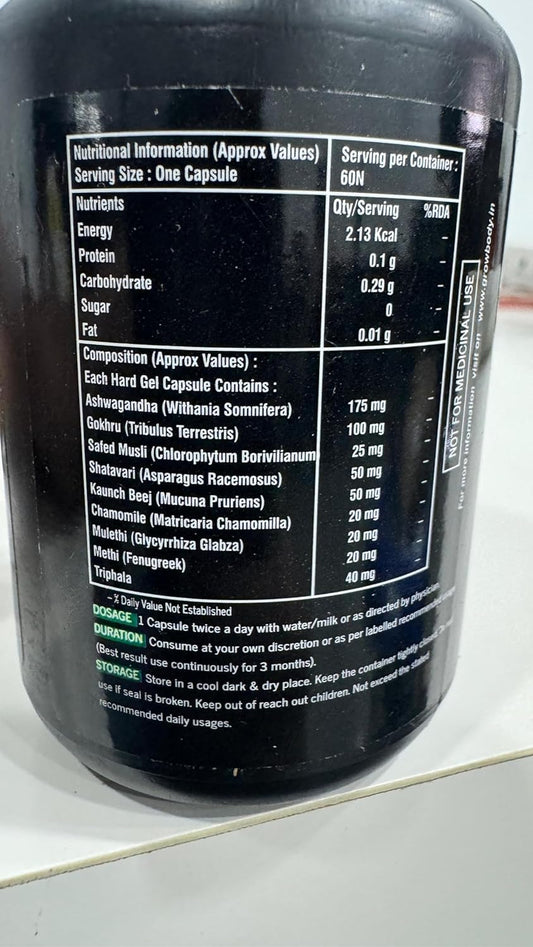 Nutritional Information (Approx Values) Serving per Container :
Serving Size : One Capsule 60N
Nutrients Qty/Serving %RDA
Energy 2.13 Kcal –
Protein 0.1 g –
Carbohydrate 0.29 g –
Sugar 0 –
Fat 0.01 g –
Composition (Approx Values) :
Each Hard Gel Capsule Contains :
Ashwagandha (Withania Somnifera) 175 mg –
Gokhru (Tribulus Terrestris) 100 mg –
Safed Musli (Chlorophytum Borivilianum 25 mg –
Shatavari (Asparagus Racemosus) 50 mg –
Kaunch Beej (Mucuna Pruriens) 50 mg –
Chamomile (Matricaria Chamomilla) 20 mg –
Mulethi (Glycyrrhiza Glabza) 20 mg –
Methi (Fenugreek) 20 mg –
Triphala 40 mg –
– % Daily Value Not Established
DOSAGE 1 Capsule twice a day with water/milk or as directed by physician.
DURATION Consume at your own discretion or as per labelled recommended
(Best result use continuously for 3 months).
STORAGE Store in a cool dark & dry place. Keep the container tightly closed.
use if seal is broken. Keep out of reach out children. Not exceed the stated
recommended daily usages.
NOT FOR MEDICINAL USE
For more information visit on www.growbody.in